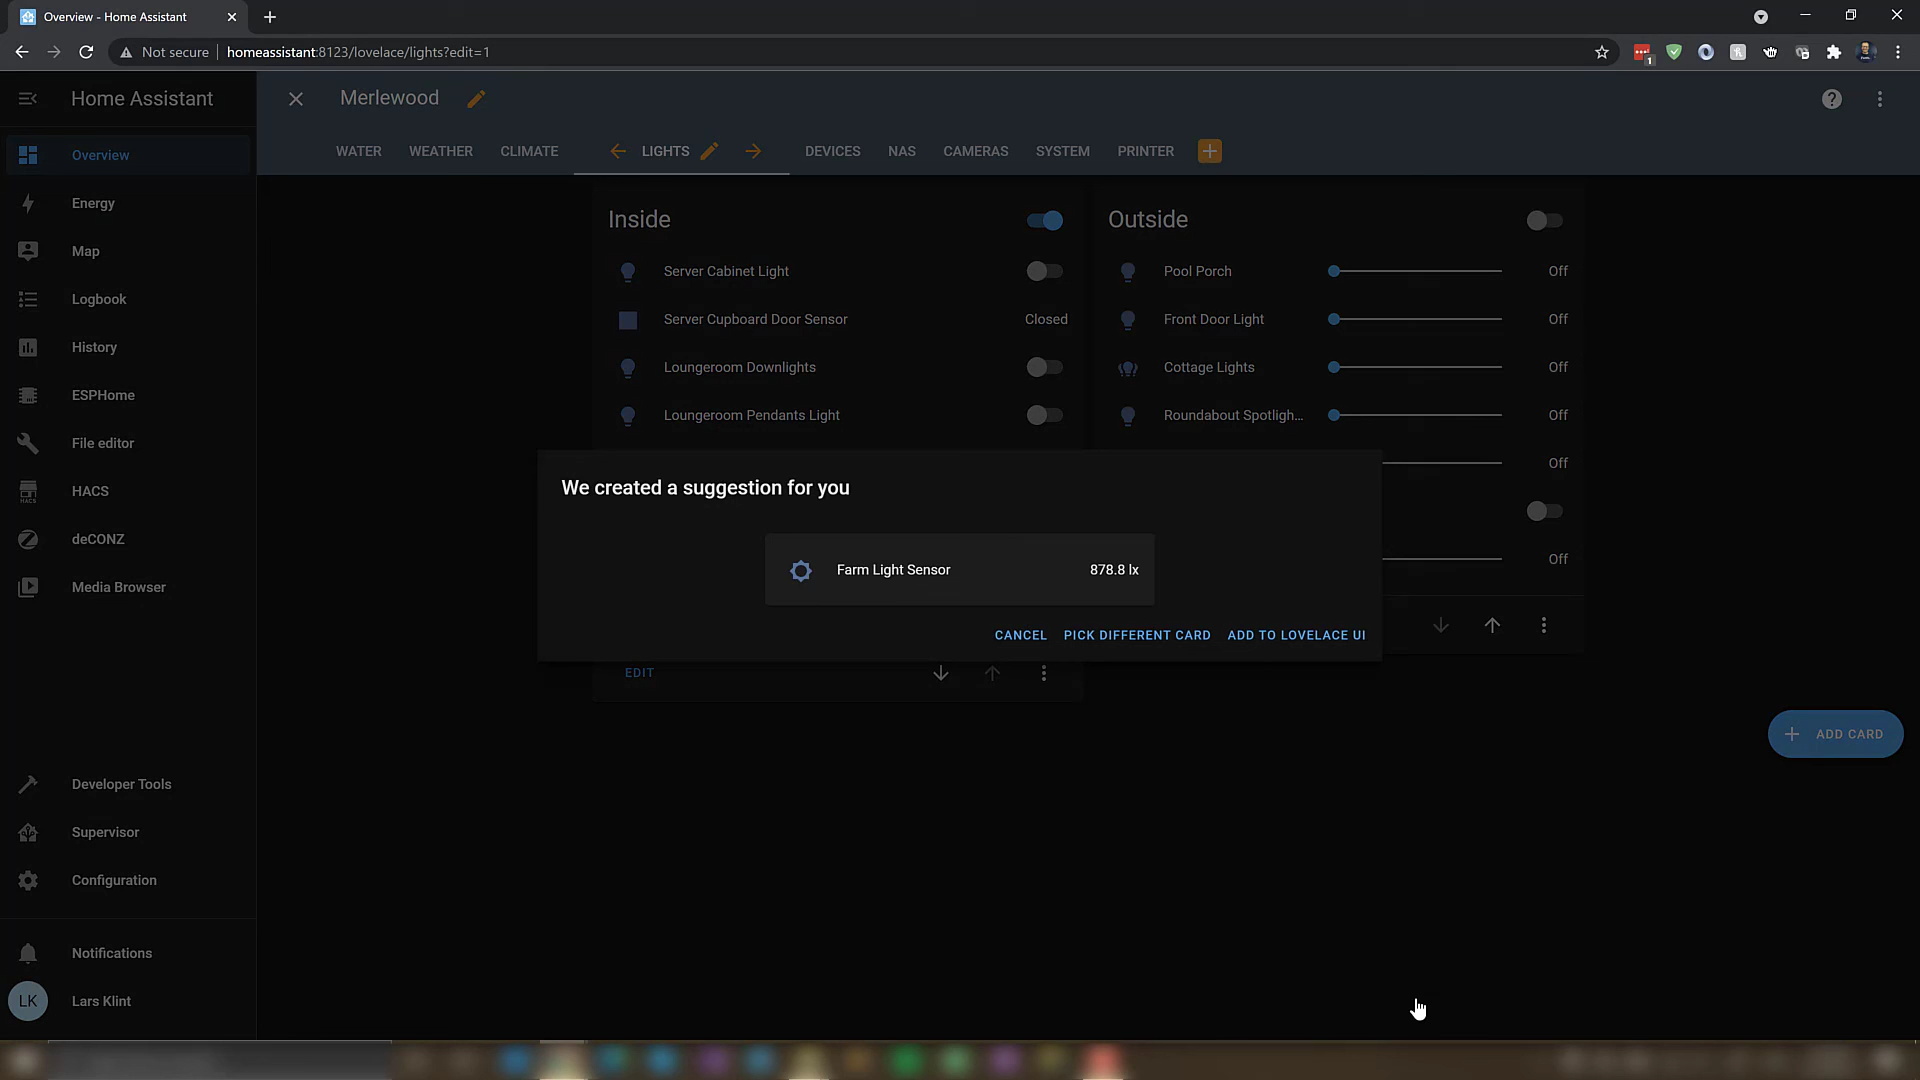 Overview - Home Assistant
Not secure
homeassistant:8123/lovelace/lights?edit=1
1
Home Assistant
Merlewood
WATER WEATHER CLIMATE LIGHTS DEVICES NAS CAMERAS SYSTEM PRINTER
Overview
Energy
Map
Logbook
History
ESPHome
File editor
HACS
HACS
deCONZ
Media Browser
Developer Tools
Supervisor
Configuration
Notifications
LK
Lars Klint
Inside
Server Cabinet Light
Server Cupboard Door Sensor Closed
Loungeroom Downlights
Loungeroom Pendants Light
EDIT
Outside
Pool Porch Off
Front Door Light Off
Cottage Lights Off
Roundabout Spotligh... Off
Off
Off
We created a suggestion for you
Farm Light Sensor 878.8 lx
CANCEL PICK DIFFERENT CARD ADD TO LOVELACE UI
ADD CARD